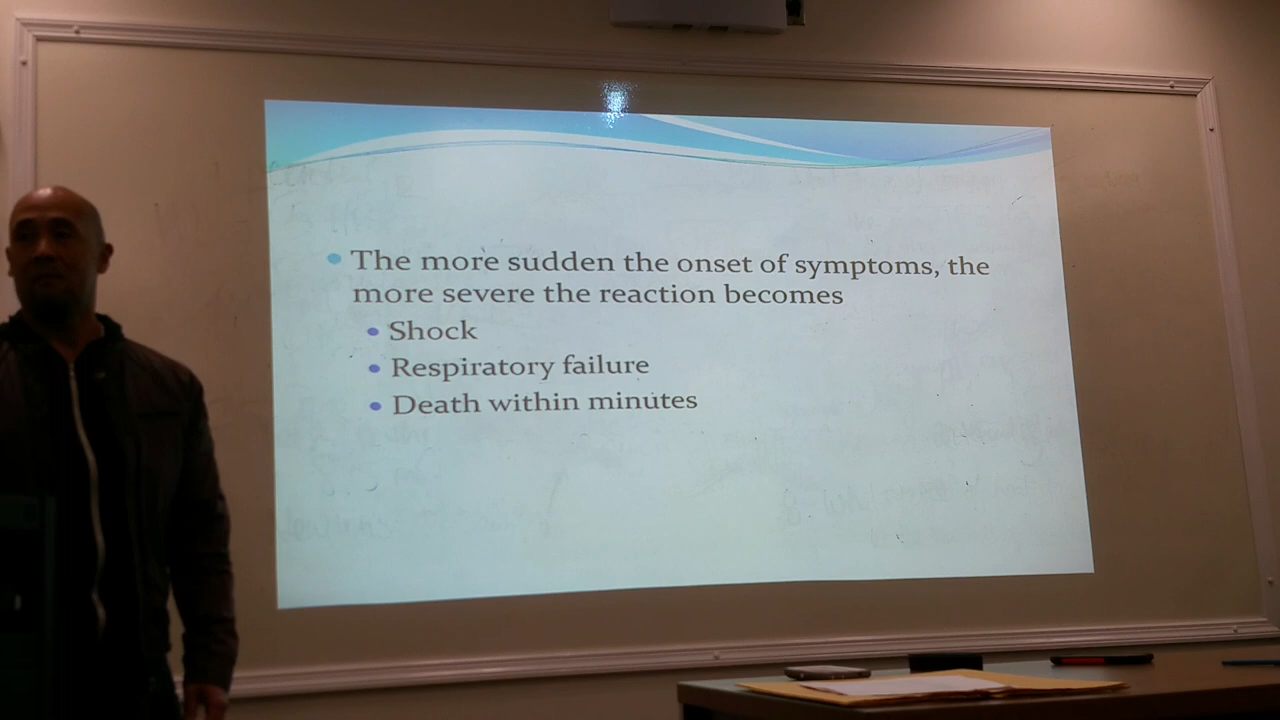 The more sudden the onset of symptoms, the
more severe the reaction becomes
Shock
Respiratory failure
Death within minutes